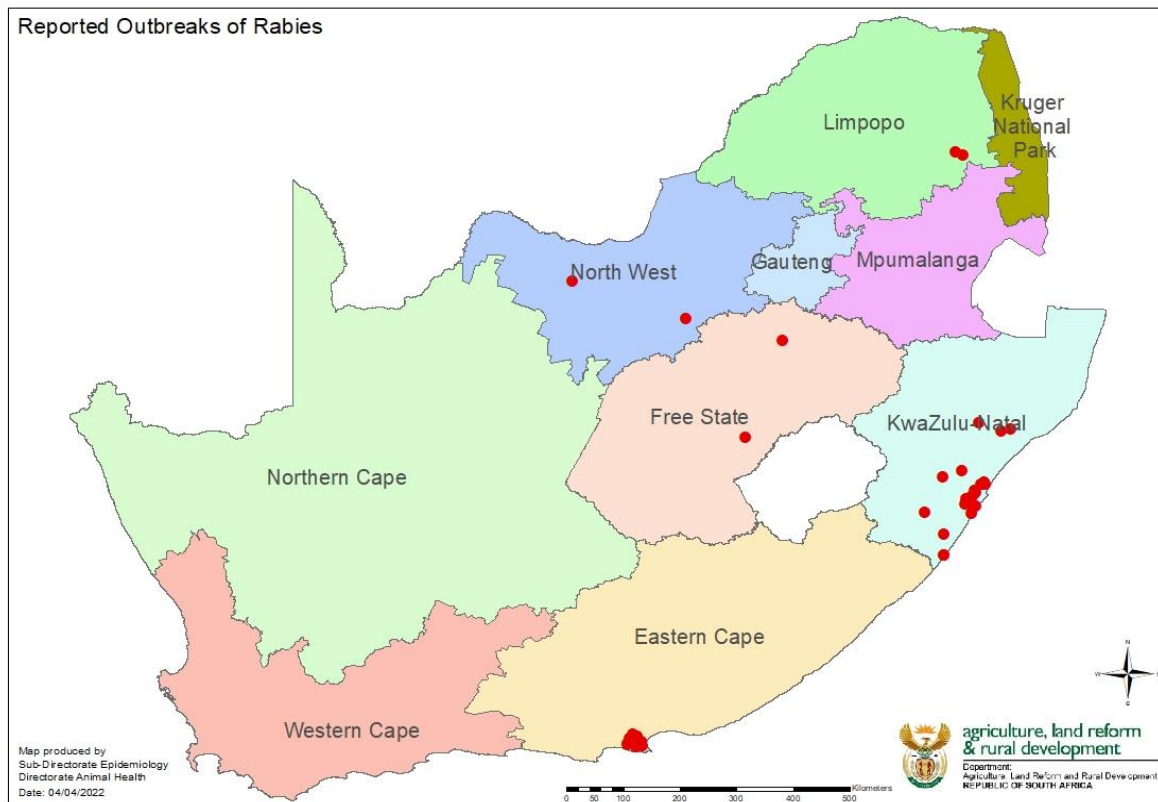 Reported Outbreaks of Rabies
Limpopo
Kruger
National
Park
North West
Gauteng
Mpumalanga
Free State
KwaZulu-Natal
Northern Cape
Eastern Cape
Western Cape
N
W
S
Map produced by
Sub-Directorate Epidemiology
Directorate Animal Health
Date: 04/04/2022
Kilometers
0 50 100 200 300 400 500
agriculture, land reform
& rural development
Department:
Agriculture, Land Reform and Rural Development
REPUBLIC OF SOUTH AFRICA